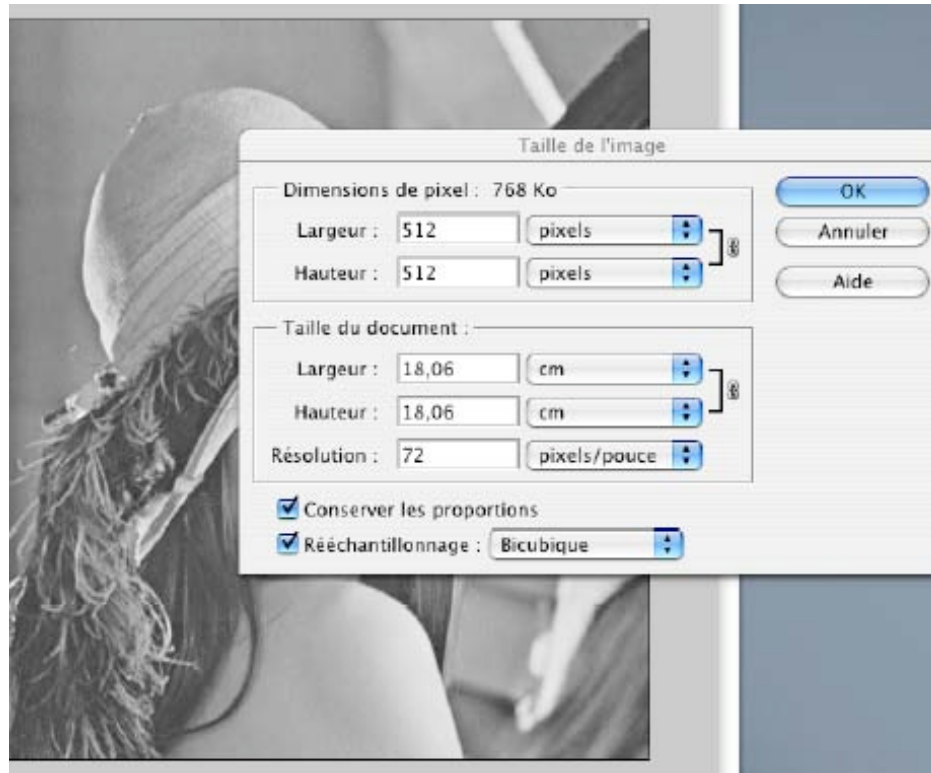 Taille de l'image
Dimensions de pixel : 768 Ko
OK
Largeur : 512 pixels
Annuler
Hauteur : 512 pixels
Aide
Taille du document :
Largeur : 18,06 cm
Hauteur : 18,06 cm
Résolution : 72 pixels/pouce
Conserver les proportions
Rééchantillonnage : Bicubique